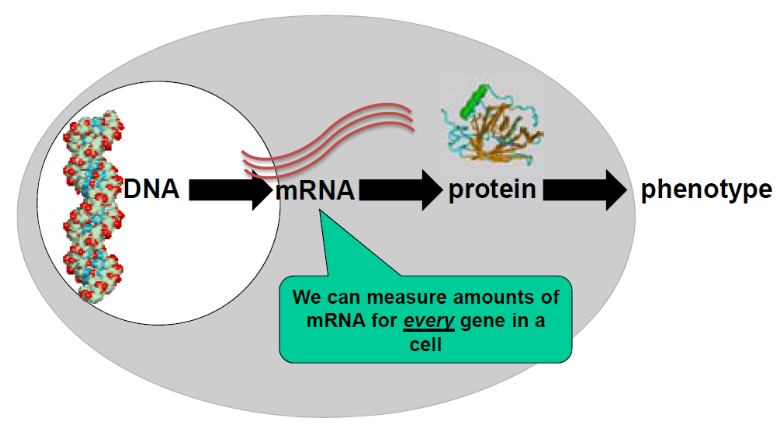 DNA mRNA protein phenotype
We can measure amounts of
mRNA for every gene in a
cell